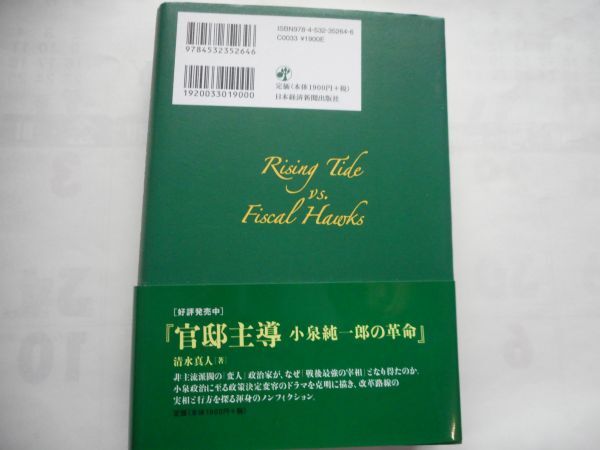 ISBN978-4-532-35264-6
C0033 ¥1900E
9784532352646
1920033019000
定価(本体1900円+税)
日本経済新聞出版社
Rising Tide
vs.
Fiscal Hawks
[好評発売中]
『官邸主導 小泉純一郎の革命』
清水真人[著]
非主流派閥の「変人」政治家が、なぜ「戦後最強の宰相」となり得たのか。
小泉政治に至る政策決定変容のドラマを克明に描き、改革路線の
実相と行方を探る渾身のノンフィクション。
定価(本体1900円+税)